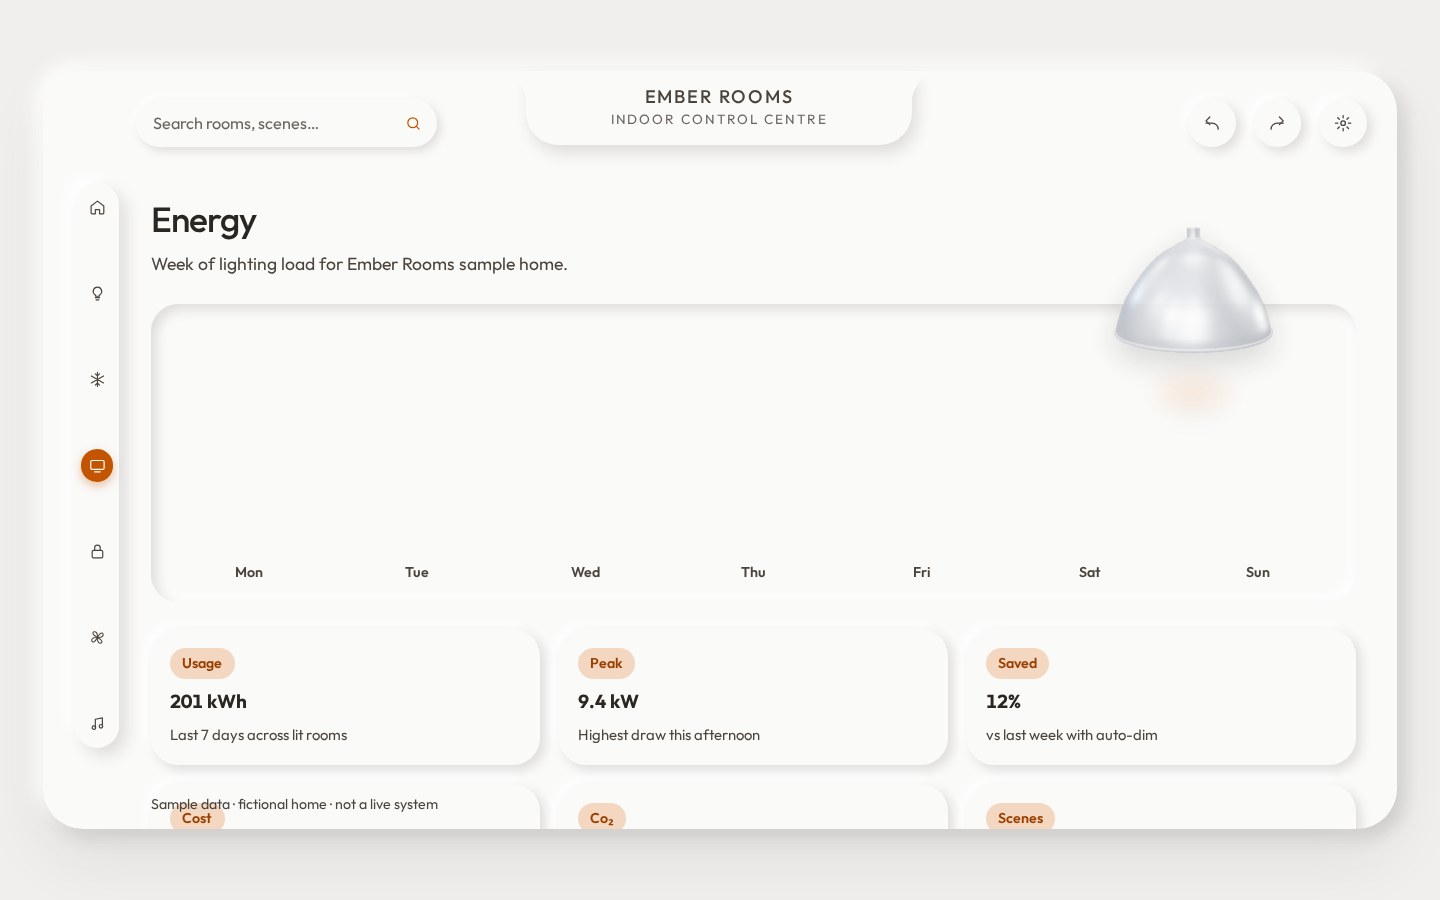 EMBER ROOMS
INDOOR CONTROL CENTRE
Search rooms, scenes...
Energy
Week of lighting load for Ember Rooms sample home.
Mon Tue Wed Thu Fri Sat Sun
Usage
201 kWh
Last 7 days across lit rooms
Peak
9.4 kW
Highest draw this afternoon
Saved
12%
vs last week with auto-dim
Sample data · fictional home · not a live system
Cost
Co₂
Scenes